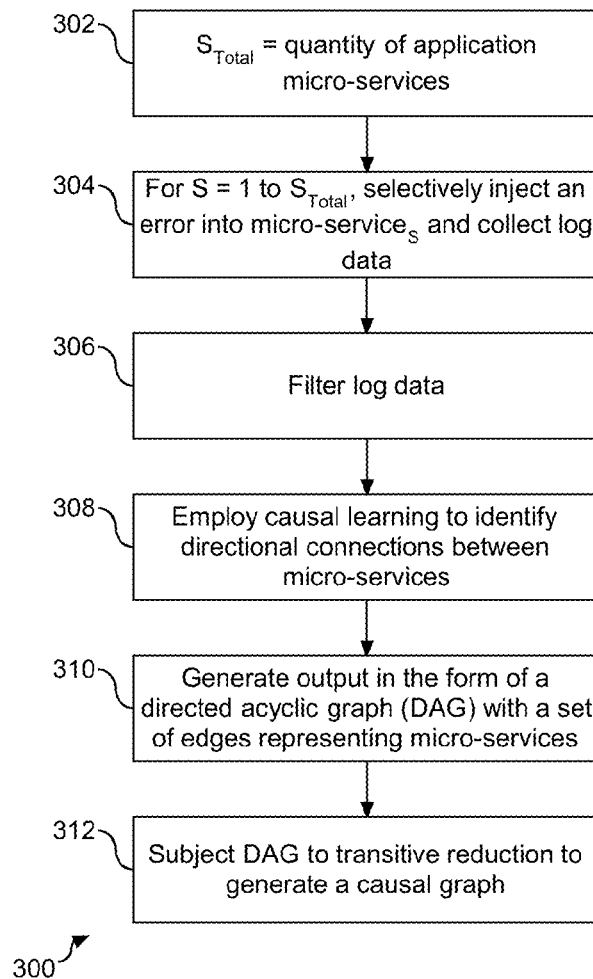 302
S_Total = quantity of application
micro-services
304
For S = 1 to S_Total, selectively inject an
error into micro-service_S and collect log
data
306
Filter log data
308
Employ causal learning to identify
directional connections between
micro-services
310
Generate output in the form of a
directed acyclic graph (DAG) with a set
of edges representing micro-services
312
Subject DAG to transitive reduction to
generate a causal graph
300